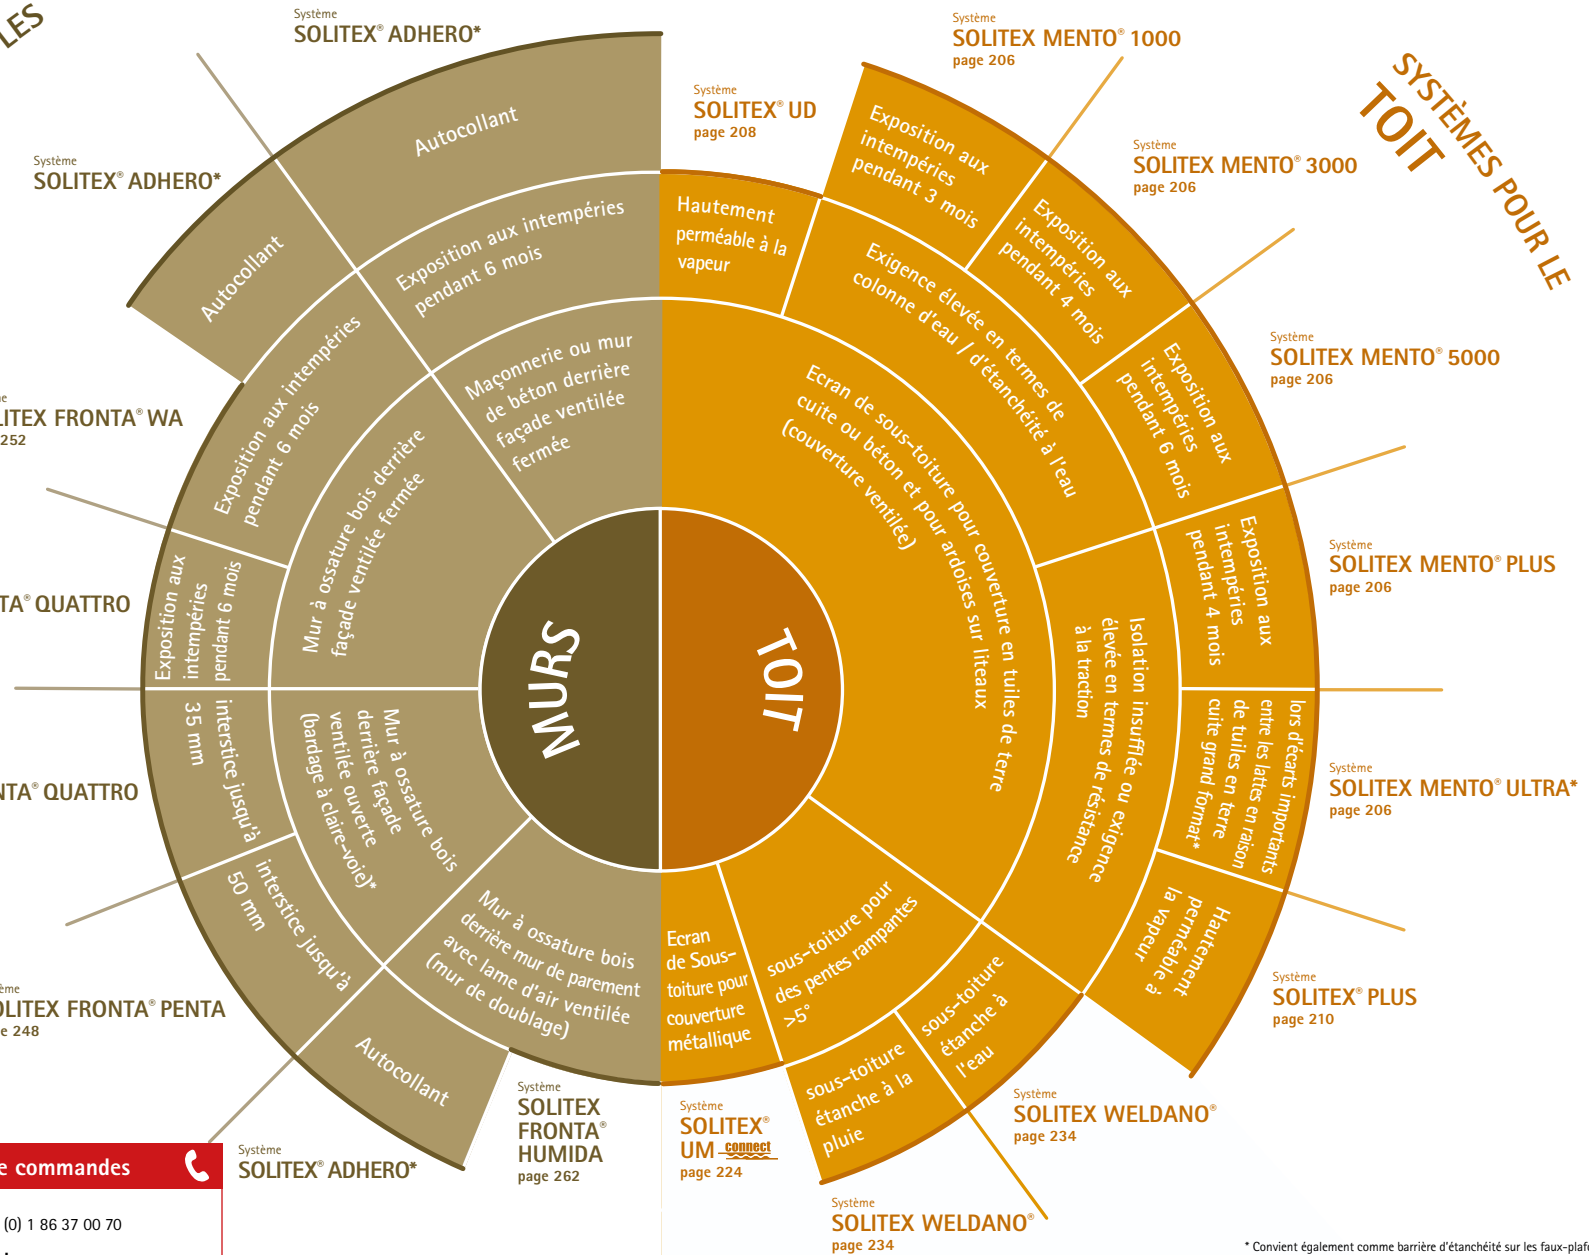 LES
Système
SOLITEX® ADHERO*
Système
SOLITEX® ADHERO*
LITEX FRONTA® WA
252
TA® QUATTRO
NTA® QUATTRO
OLITEX FRONTA® PENTA
248
Système
SOLITEX® ADHERO*
Système
SOLITEX
FRONTA®
HUMIDA
page 262
MURS
Autocollant
Exposition aux intempéries
pendant 6 mois
Maçonnerie ou mur
de béton derrière
façade ventilée
fermée
Autocollant
Exposition aux intempéries
pendant 6 mois
Mur à ossature bois derrière
façade ventilée fermée
Exposition aux
intempéries
pendant 6 mois
interstice jusqu'à
35 mm
Mur à ossature bois
derrière façade
ventilée ouverte
(bardage à claire-voie)*
interstice jusqu'à
50 mm
Autocollant
Mur à ossature bois
derrière mur de parement
avec lame d'air ventilée
(mur de doublage)
SYSTÈMES POUR LE
TOIT
TOIT
Système
SOLITEX® UD
page 208
Hautement
perméable à la
vapeur
Système
SOLITEX MENTO® 1000
page 206
Exposition aux
intempéries
pendant 3 mois
Système
SOLITEX MENTO® 3000
page 206
Exposition aux
intempéries
pendant 4 mois
Système
SOLITEX MENTO® 5000
page 206
Exposition aux
intempéries
pendant 6 mois
Exigence élevée en termes de
colonne d'eau / d'étanchéité à l'eau
Ecran de sous-toiture pour couverture en tuiles de terre
cuite ou béton et pour ardoises sur liteaux
(couverture ventilée)
Système
SOLITEX MENTO® PLUS
page 206
Exposition aux
intempéries
pendant 4 mois
Isolation insufflée ou exigence
élevée en termes de résistance
à la traction
Système
SOLITEX MENTO® ULTRA*
page 206
lors d'écarts importants
entre les lattes en raison
de tuiles en terre
cuite grand format*
Système
SOLITEX® PLUS
page 210
Hautement
perméable à
la vapeur
Ecran
de Sous-
toiture pour
couverture
métallique
sous-toiture pour
des pentes rampantes
>5°
sous-toiture
étanche à
l'eau
sous-toiture
étanche à la
pluie
Système
SOLITEX®
UM connect
page 224
Système
SOLITEX WELDANO®
page 234
Système
SOLITEX WELDANO®
page 234
e commandes
(0) 1 86 37 00 70
* Convient également comme barrière d'étanchéité sur les faux-plaf